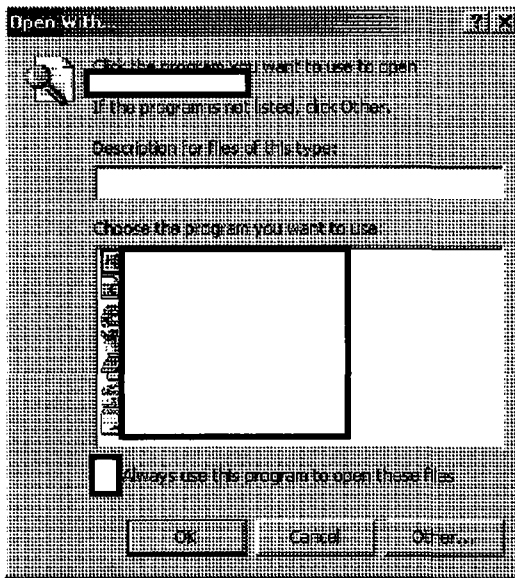 Open With...
Click the program you want to use to open
If the program is not listed, click Other.
Description for files of this type:
Choose the program you want to use:
Always use this program to open these files
OK
Cancel
Other...